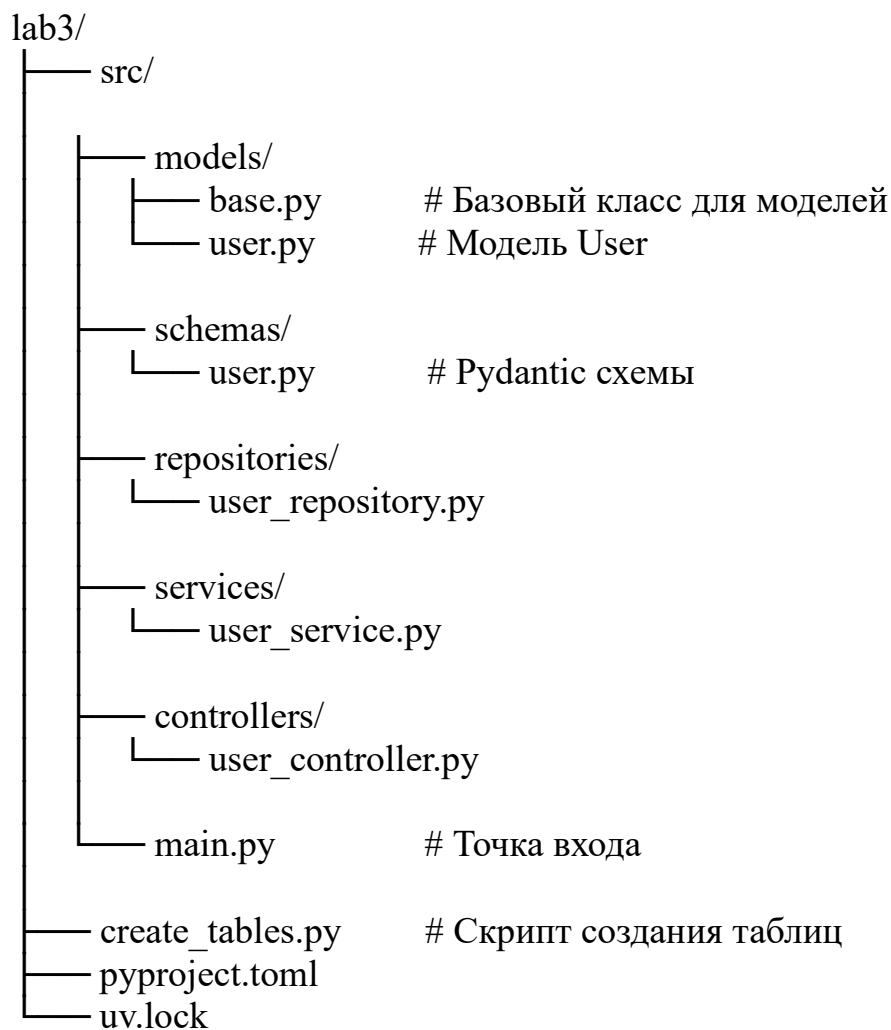 lab3/
src/
models/
base.py # Базовый класс для моделей
user.py # Модель User
schemas/
user.py # Pydantic схемы
repositories/
user_repository.py
services/
user_service.py
controllers/
user_controller.py
main.py # Точка входа
create_tables.py # Скрипт создания таблиц
pyproject.toml
uv.lock